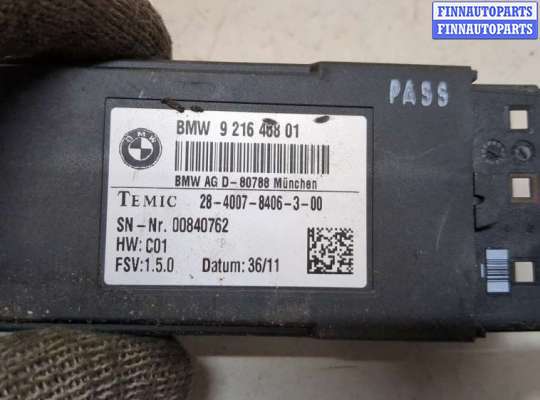 FINNAUTOPARTS
FINNAUTOPARTS
PASS
BMW
BMW 9 216 01
BMW AG D-80788 München
TEMIC 28-4007-8406-3-00
SN-Nr. 00840762
HW: C01
FSV:1.5.0 Datum: 36/11